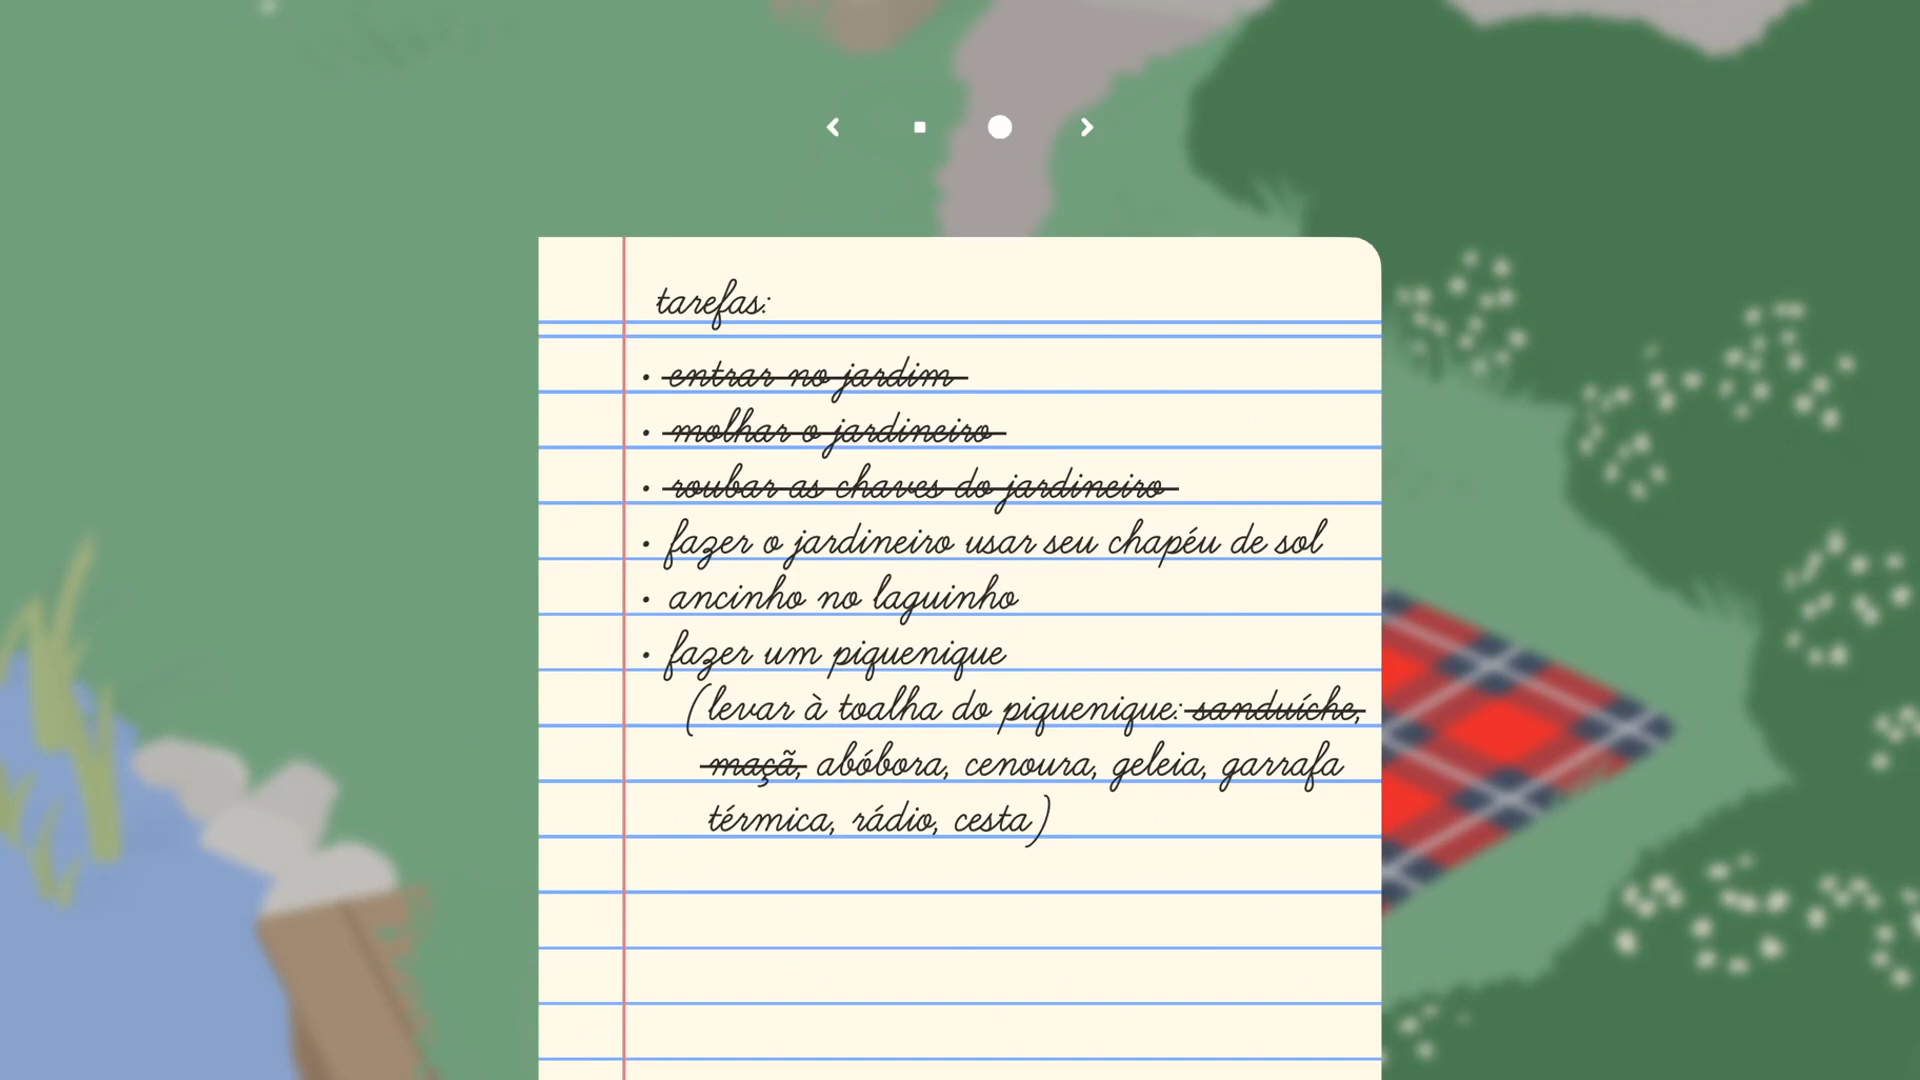 tarefas:
• entrar no jardim
• molhar o jardineiro
• roubar as chaves do jardineiro
• fazer o jardineiro usar seu chapéu de sol
• ancinho no laguinho
• fazer um piquenique
(levar à toalha do piquenique: sanduíche,
maçã, abóbora, cenoura, geleia, garrafa
térmica, rádio, cesta)